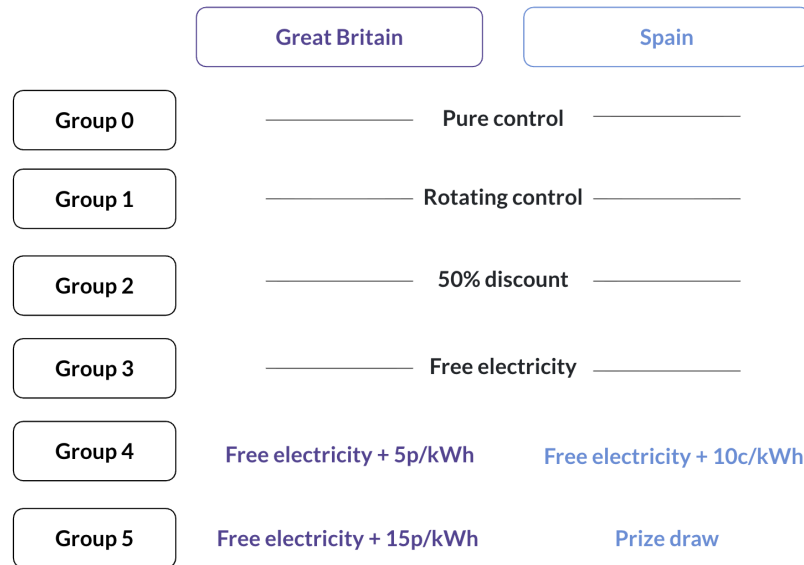 Great Britain
Spain
Group 0
Pure control
Group 1
Rotating control
Group 2
50% discount
Group 3
Free electricity
Group 4
Free electricity + 5p/kWh
Free electricity + 10c/kWh
Group 5
Free electricity + 15p/kWh
Prize draw